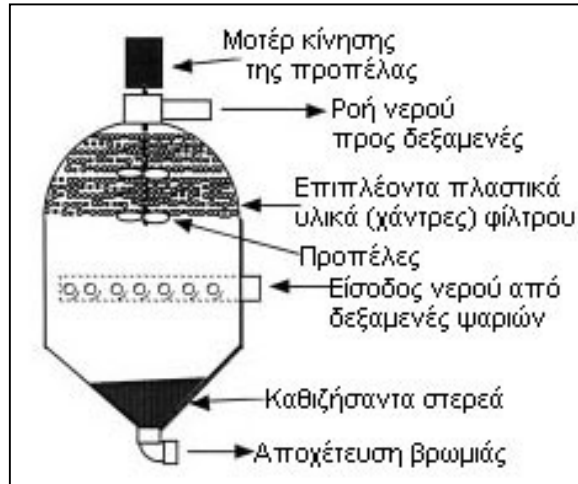 Μοτέρ κίνησης
της προπέλας
Ροή νερού
προς δεξαμενές
Επιπλέοντα πλαστικά
υλικά (χάντρες) φίλτρου
Προπέλες
Είσοδος νερού από
δεξαμενές ψαριών
Καθιζήσαντα στερεά
Αποχέτευση βρωμιάς